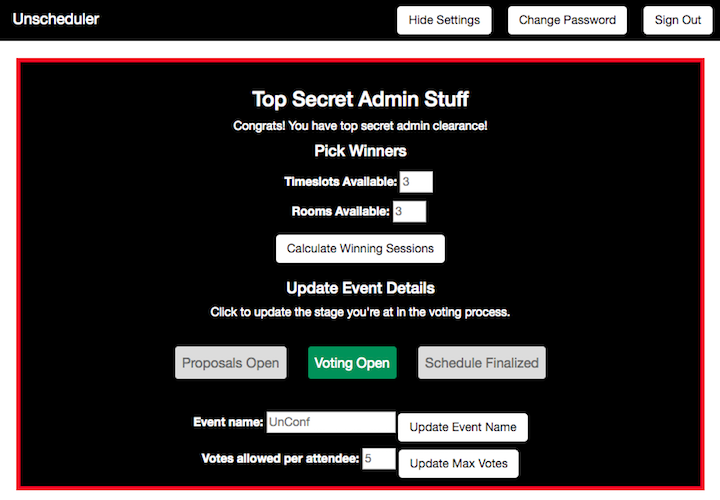 Unscheduler Hide Settings Change Password Sign Out
Top Secret Admin Stuff
Congrats! You have top secret admin clearance!
Pick Winners
Timeslots Available: 3
Rooms Available: 3
Calculate Winning Sessions
Update Event Details
Click to update the stage you're at in the voting process.
Proposals Open Voting Open Schedule Finalized
Event name: UnConf Update Event Name
Votes allowed per attendee: 5 Update Max Votes